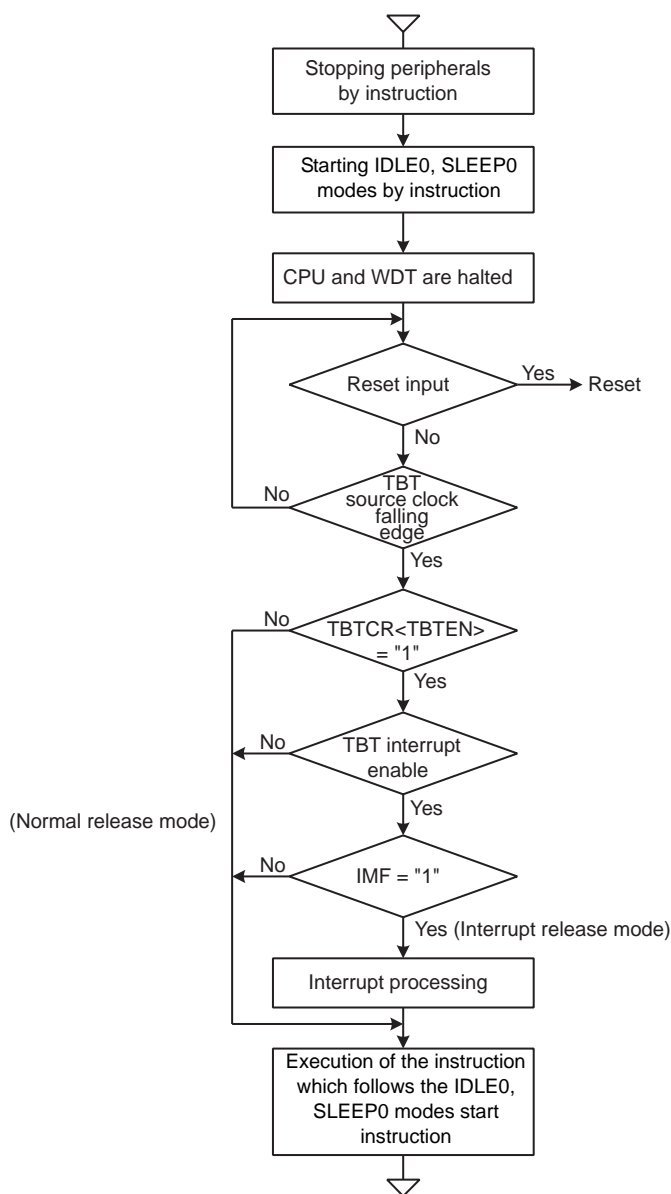 Stopping peripherals
by instruction
Starting IDLE0, SLEEP0
modes by instruction
CPU and WDT are halted
Reset input
Yes
Reset
No
No
TBT
source clock
falling
edge
Yes
No
TBTCR<TBTEN>
= "1"
Yes
No
TBT interrupt
enable
Yes
(Normal release mode)
No
IMF = "1"
Yes (Interrupt release mode)
Interrupt processing
Execution of the instruction
which follows the IDLE0,
SLEEP0 modes start
instruction